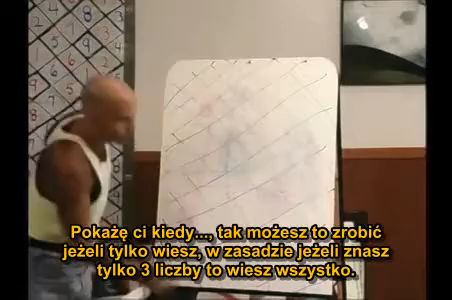 Pokażę ci kiedy..., tak możesz to zrobić
jeżeli tylko wiesz, w zasadzie jeżeli znasz
tylko 3 liczby to wiesz wszystko.